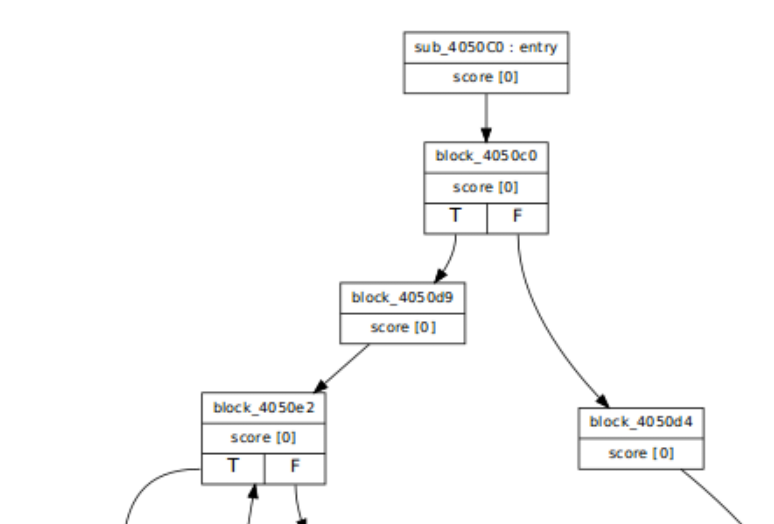 sub_4050C0 : entry
score [0]
block_4050c0
score [0]
T F
block_4050d9
score [0]
block_4050e2
score [0]
T F
block_4050d4
score [0]